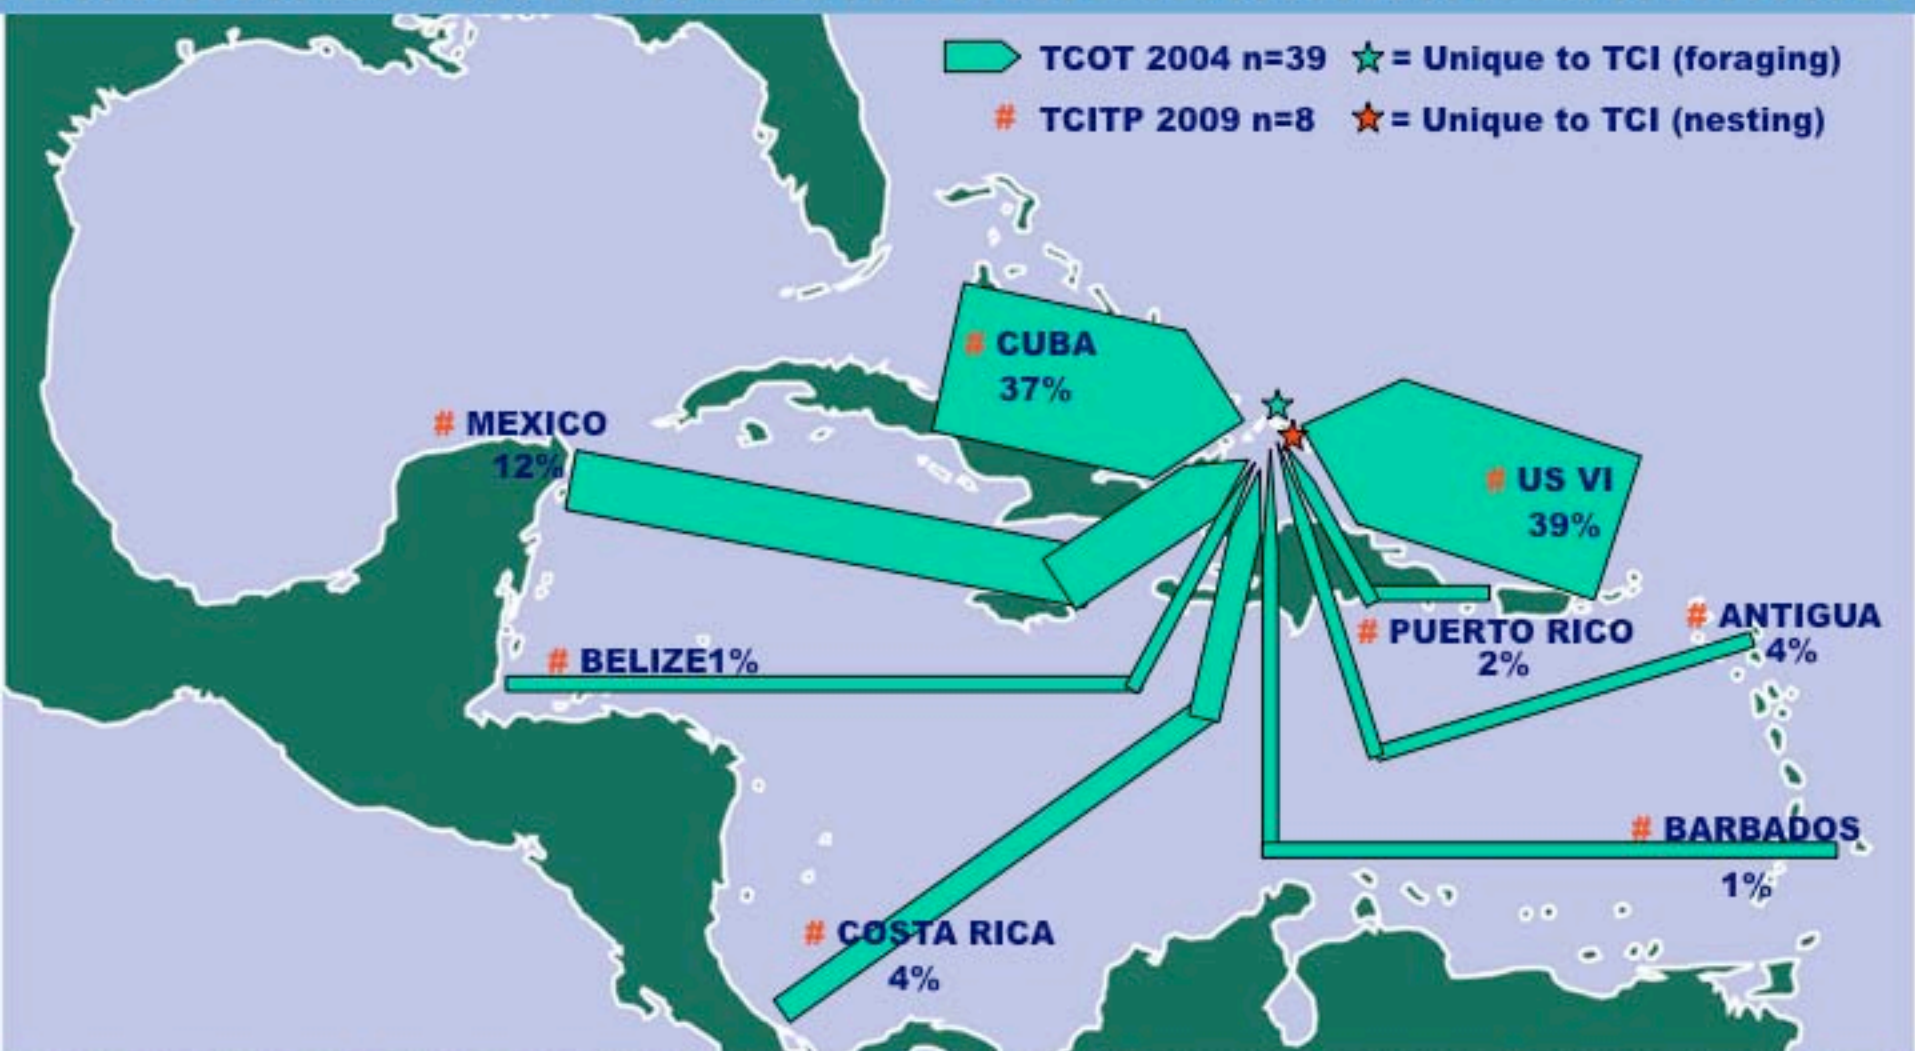 TCOT 2004 n=39 ☆ = Unique to TCI (foraging)
# TCITP 2009 n=8 ☆ = Unique to TCI (nesting)
# CUBA
37%
# MEXICO
12%
# US VI
39%
# ANTIGUA
4%
# PUERTO RICO
2%
# BELIZE1%
# BARBADOS
1%
# COSTA RICA
4%